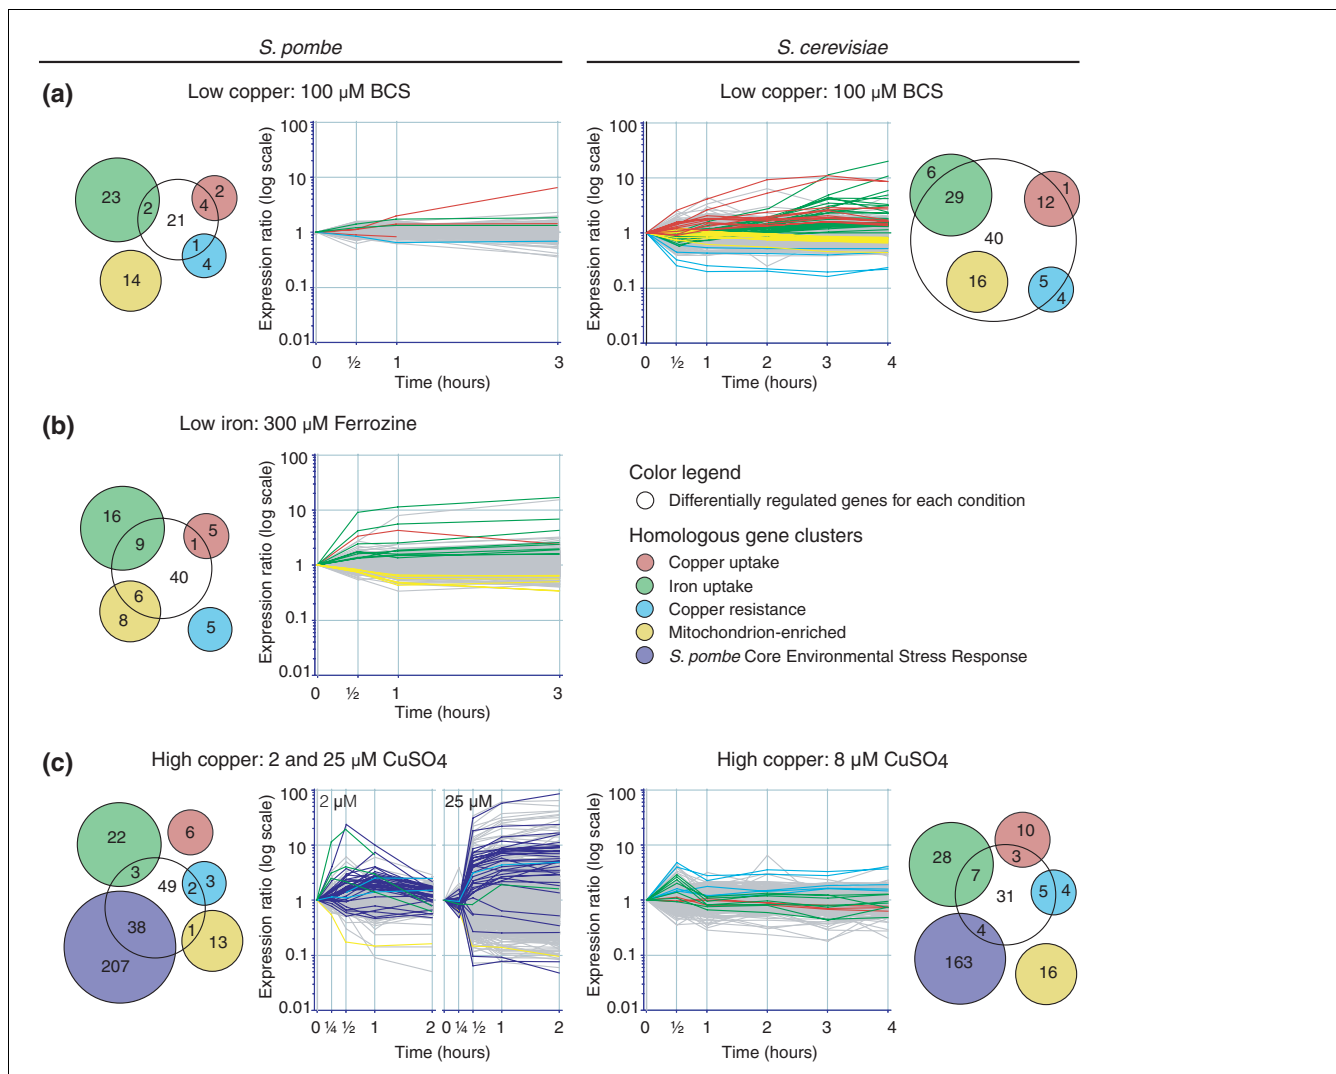 S. pombe
S. cerevisiae
(a)
Low copper: 100 µM BCS
Low copper: 100 µM BCS
23
2
21
2
4
1
4
14
Expression ratio (log scale)
100
10
1
0.1
0.01
0 ½ 1 3
Time (hours)
Expression ratio (log scale)
100
10
1
0.1
0.01
0 ½ 1 2 3 4
Time (hours)
6
29
1
12
40
16
5
4
(b)
Low iron: 300 µM Ferrozine
16
9
5
1
40
6
8
5
Expression ratio (log scale)
100
10
1
0.1
0.01
0 ½ 1 3
Time (hours)
Color legend
Differentially regulated genes for each condition
Homologous gene clusters
Copper uptake
Iron uptake
Copper resistance
Mitochondrion-enriched
S. pombe Core Environmental Stress Response
(c)
High copper: 2 and 25 µM CuSO4
High copper: 8 µM CuSO4
22
6
3
49
2
3
38
1
13
207
Expression ratio (log scale)
100
10
1
0.1
0.01
2 µM
25 µM
0 ¼ ½ 1 2
0 ¼ ½ 1 2
Time (hours)
Expression ratio (log scale)
100
10
1
0.1
0.01
0 ½ 1 2 3 4
Time (hours)
28
10
3
7
31
5
4
4
163
16